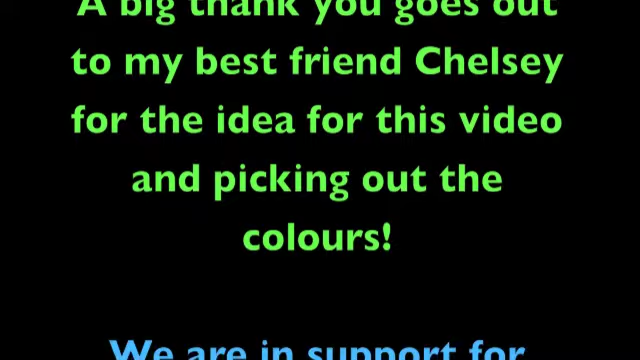 A big thank you goes out
to my best friend Chelsey
for the idea for this video
and picking out the
colours!
We are in support for